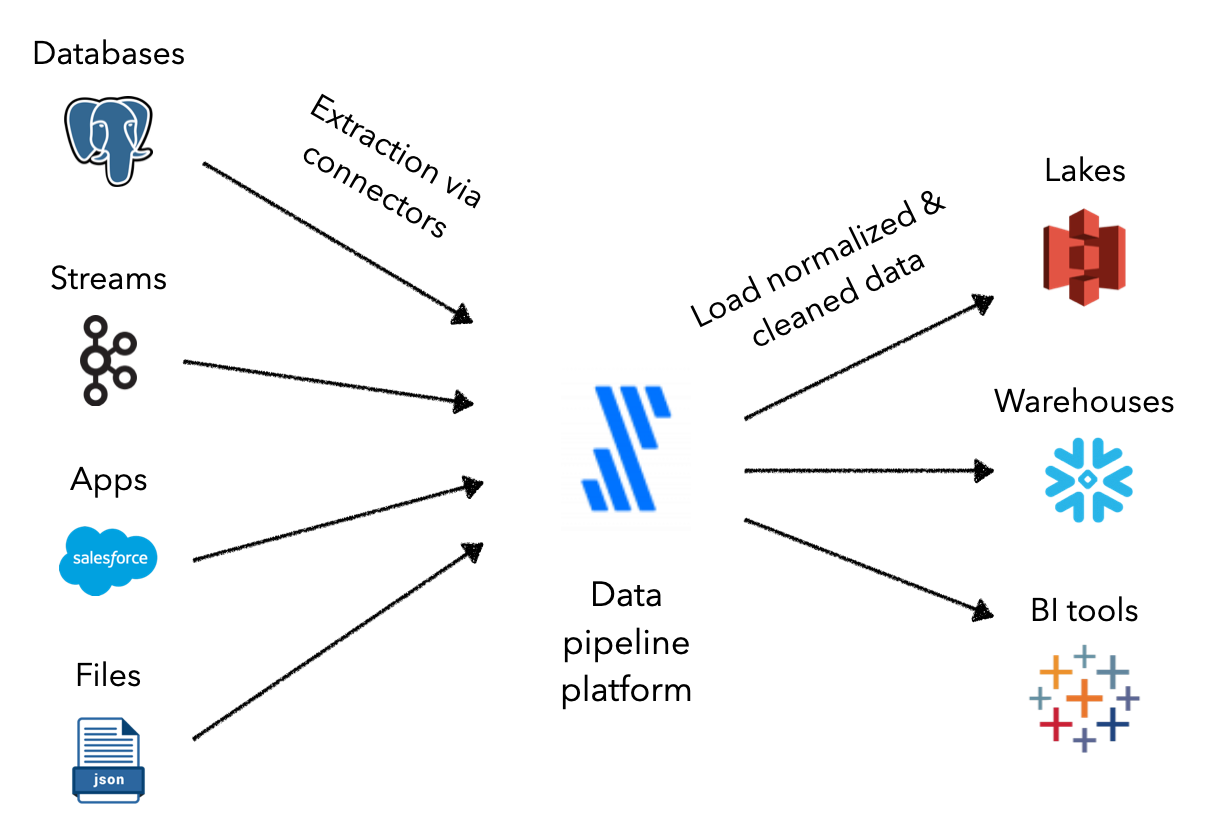 Databases
Extraction via
connectors
Streams
Apps
salesforce
Files
json
Data
pipeline
platform
Load normalized &
cleaned data
Lakes
Warehouses
BI tools